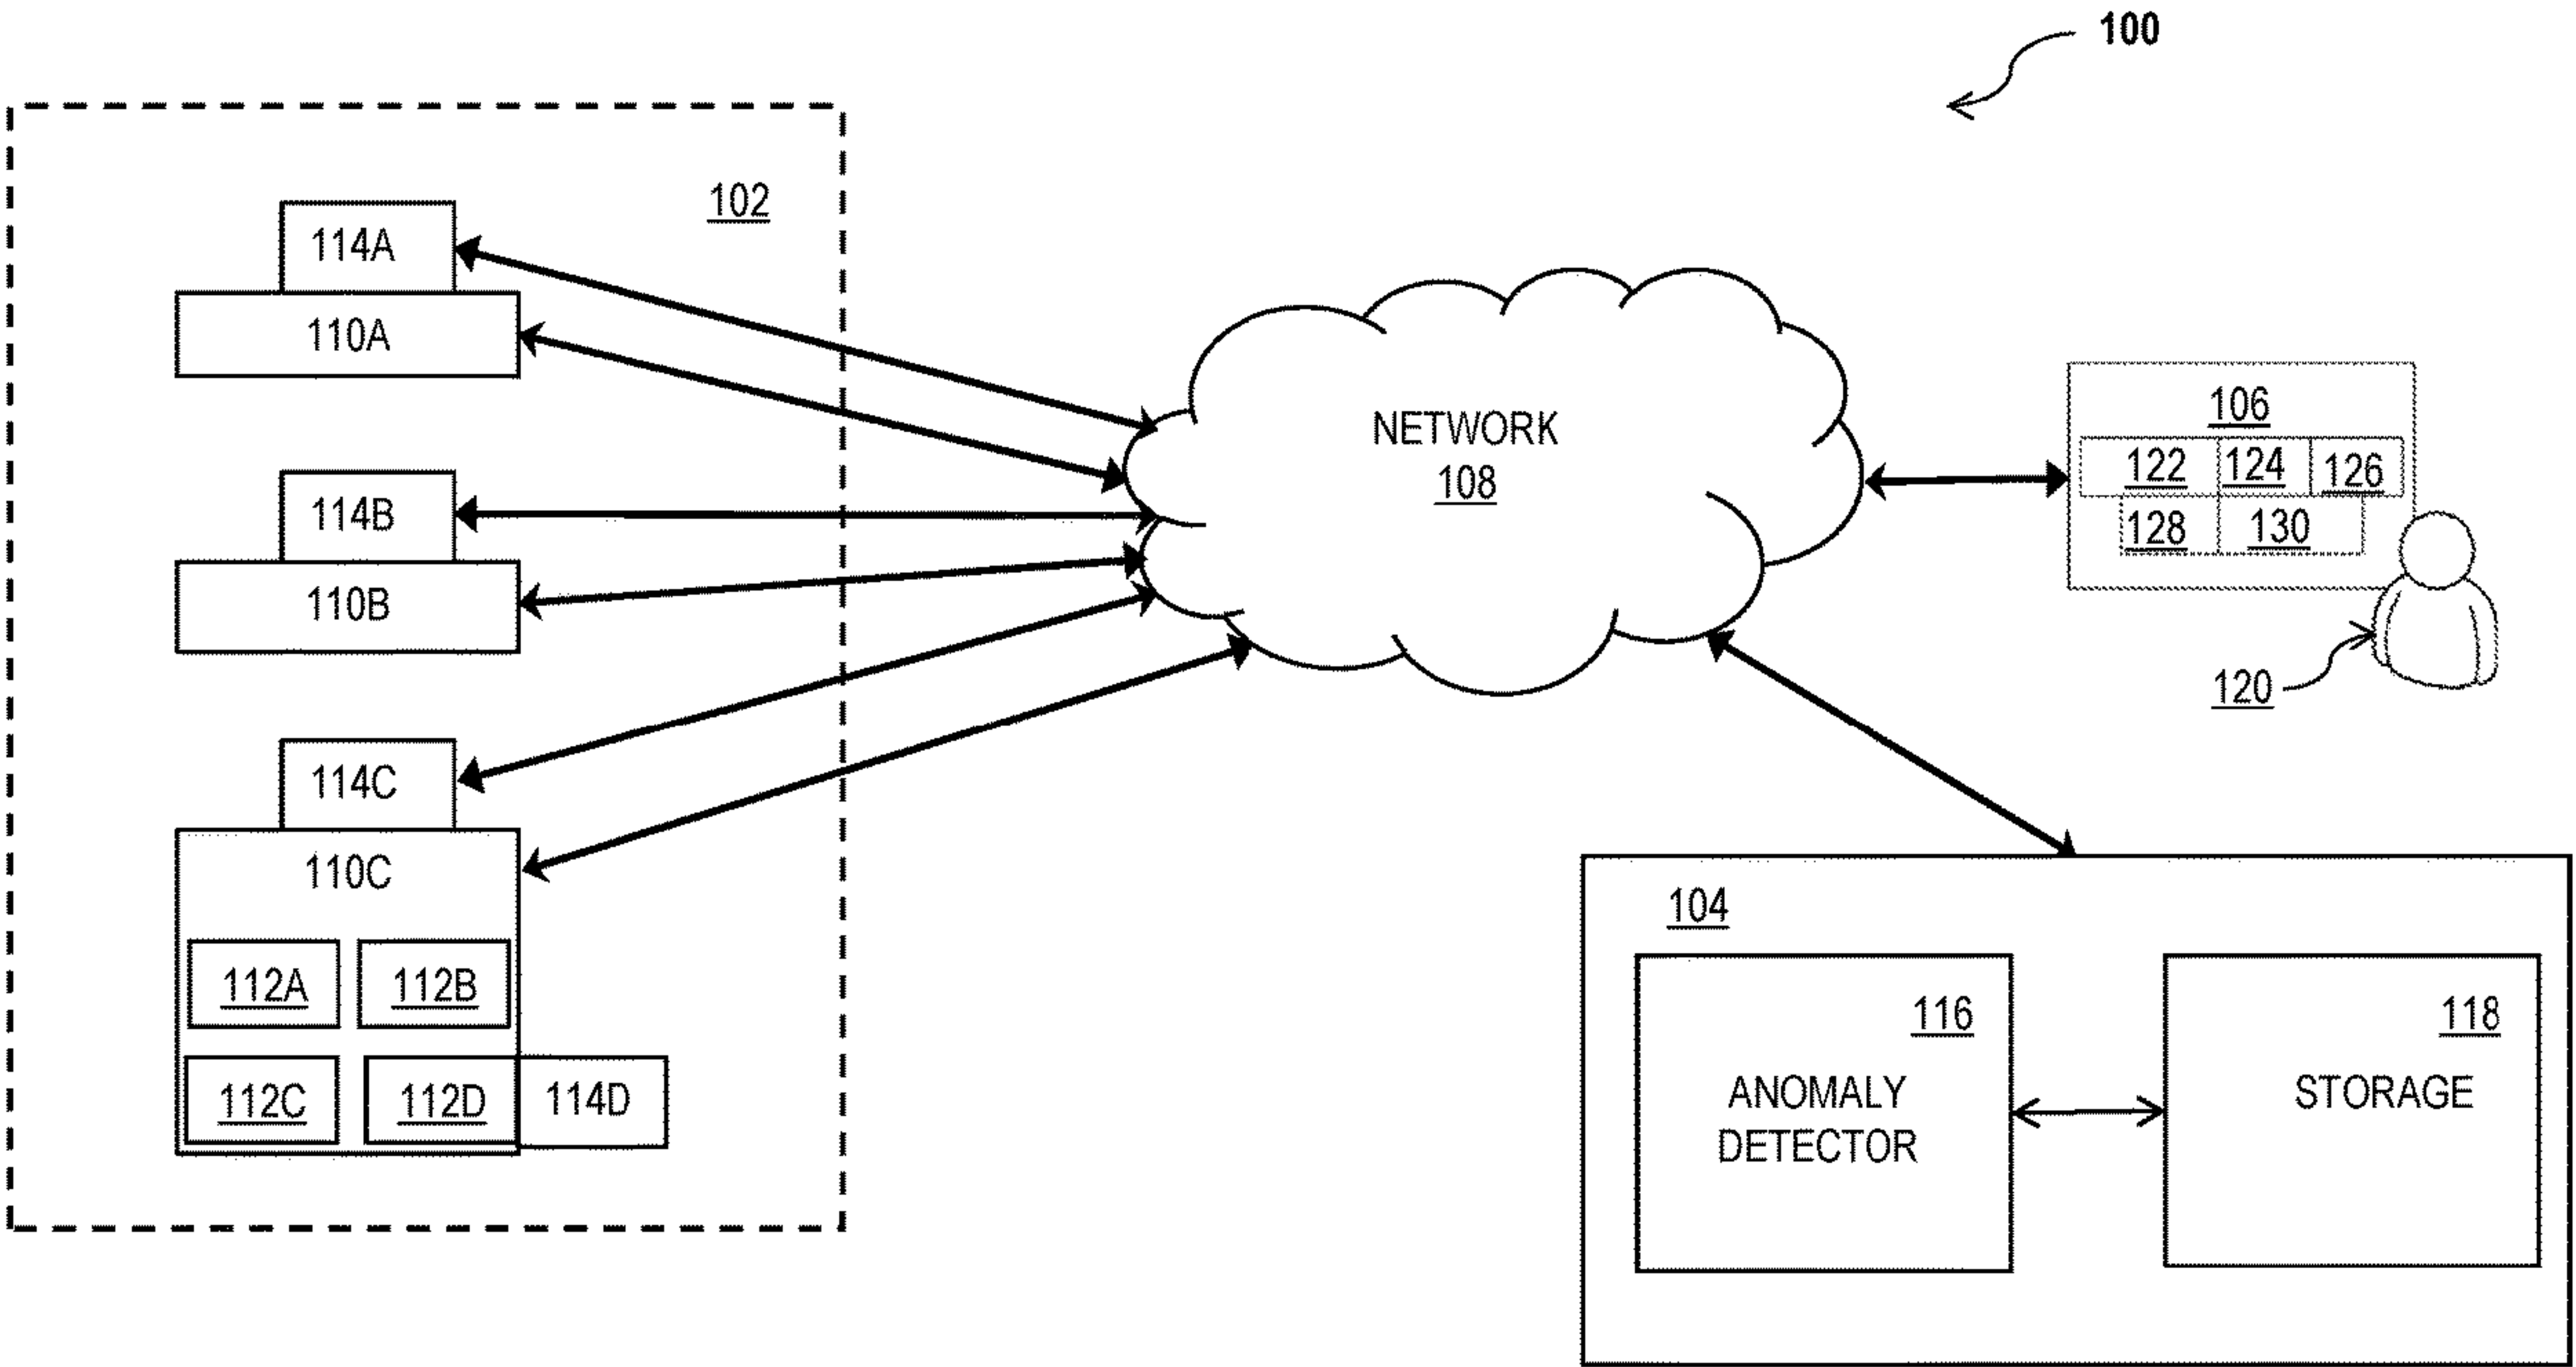 100
102
114A
110A
114B
110B
114C
110C
112A
112B
112C
112D
114D
NETWORK
108
106
122
124
126
128
130
120
104
116
ANOMALY
DETECTOR
118
STORAGE